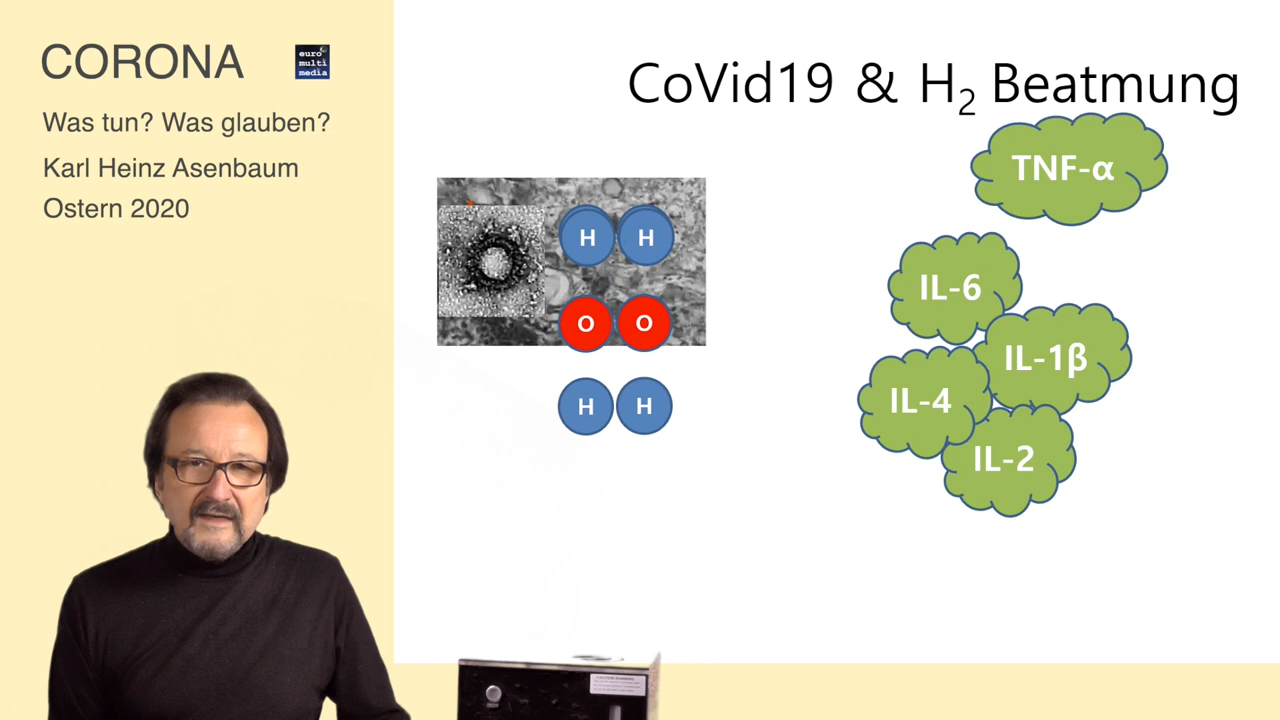 CORONA
euro
multi
media
Was tun? Was glauben?
Karl Heinz Asenbaum
Ostern 2020
CoVid19 & H₂ Beatmung
TNF-α
H H
IL-6
O O
IL-1β
IL-4
H H
IL-2